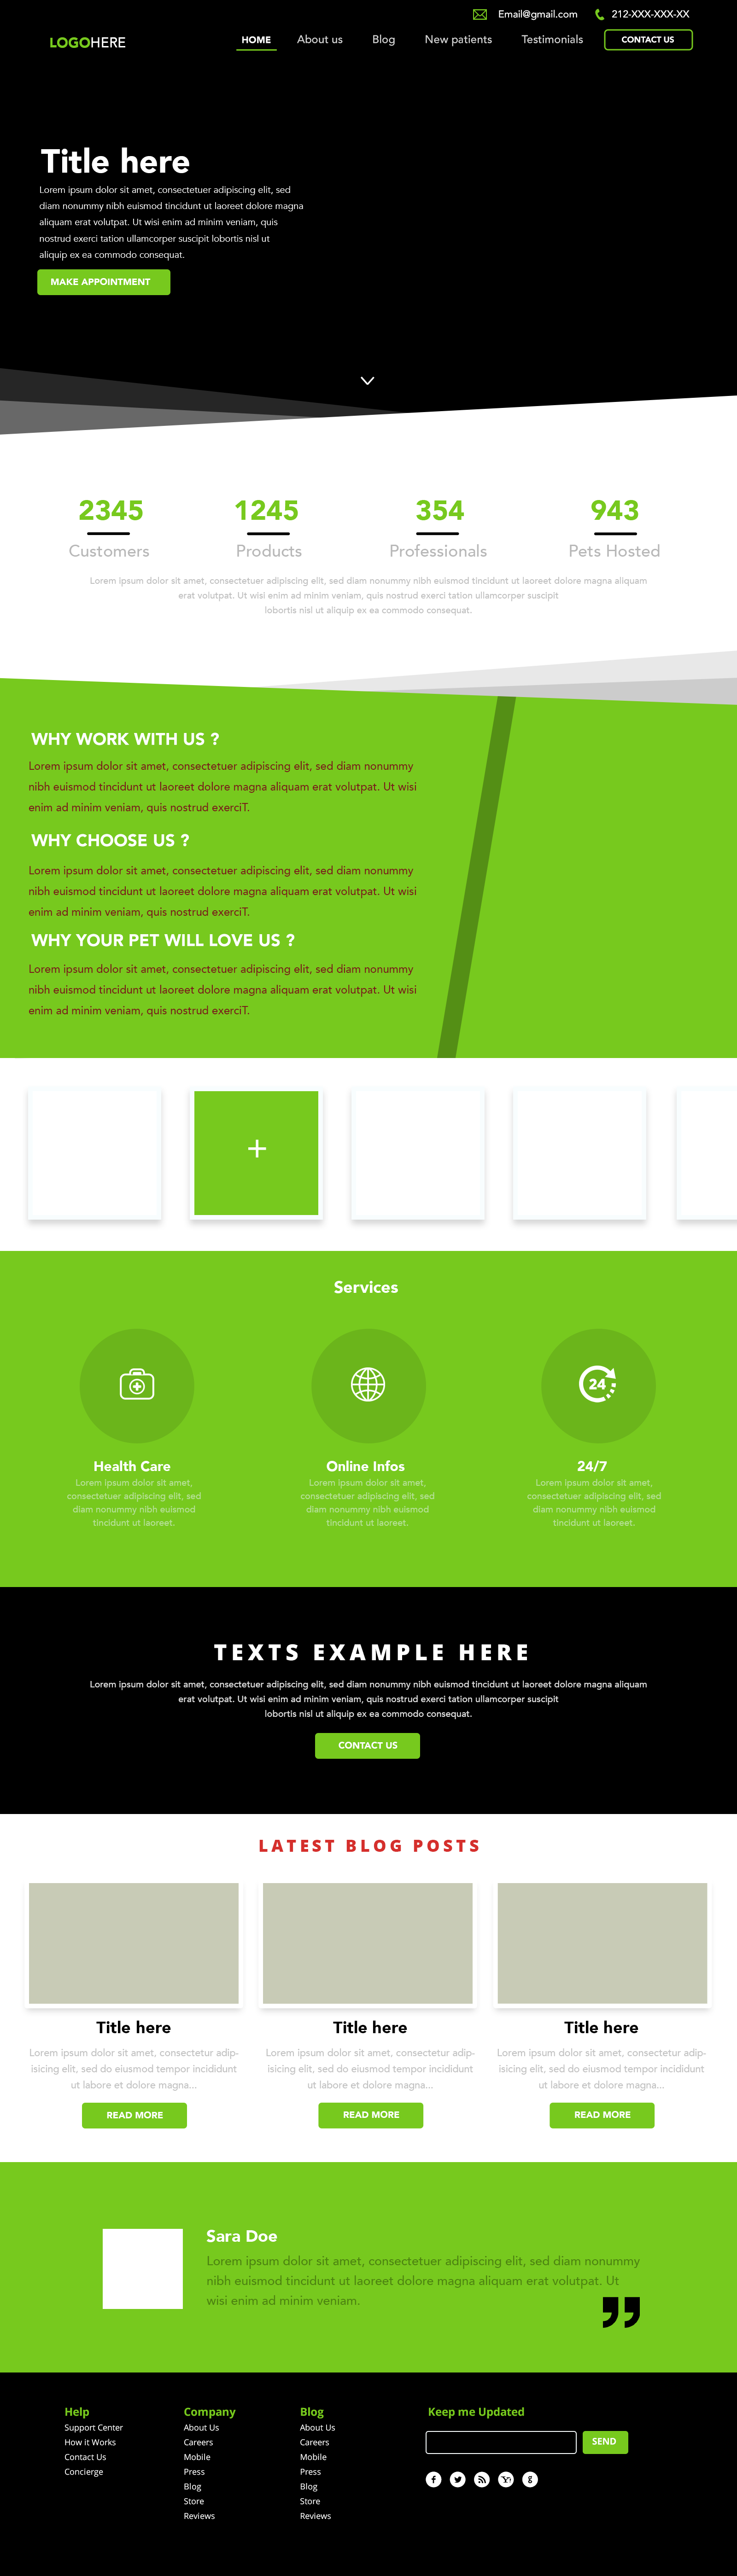 Email@gmail.com 212-XXX-XXX-XX
LOGOHERE HOME About us Blog New patients Testimonials CONTACT US
Title here
Lorem ipsum dolor sit amet, consectetuer adipiscing elit, sed
diam nonummy nibh euismod tincidunt ut laoreet dolore magna
aliquam erat volutpat. Ut wisi enim ad minim veniam, quis
nostrud exerci tation ullamcorper suscipit lobortis nisl ut
aliquip ex ea commodo consequat.
MAKE APPOINTMENT
2345 1245 354 943
Customers Products Professionals Pets Hosted
Lorem ipsum dolor sit amet, consectetuer adipiscing elit, sed diam nonummy nibh euismod tincidunt ut laoreet dolore magna aliquam
erat volutpat. Ut wisi enim ad minim veniam, quis nostrud exerci tation ullamcorper suscipit
lobortis nisl ut aliquip ex ea commodo consequat.
WHY WORK WITH US ?
Lorem ipsum dolor sit amet, consectetuer adipiscing elit, sed diam nonummy
nibh euismod tincidunt ut laoreet dolore magna aliquam erat volutpat. Ut wisi
enim ad minim veniam, quis nostrud exerciT.
WHY CHOOSE US ?
Lorem ipsum dolor sit amet, consectetuer adipiscing elit, sed diam nonummy
nibh euismod tincidunt ut laoreet dolore magna aliquam erat volutpat. Ut wisi
enim ad minim veniam, quis nostrud exerciT.
WHY YOUR PET WILL LOVE US ?
Lorem ipsum dolor sit amet, consectetuer adipiscing elit, sed diam nonummy
nibh euismod tincidunt ut laoreet dolore magna aliquam erat volutpat. Ut wisi
enim ad minim veniam, quis nostrud exerciT.
Services
24
Health Care
Lorem ipsum dolor sit amet,
consectetuer adipiscing elit, sed
diam nonummy nibh euismod
tincidunt ut laoreet.
Online Infos
Lorem ipsum dolor sit amet,
consectetuer adipiscing elit, sed
diam nonummy nibh euismod
tincidunt ut laoreet.
24/7
Lorem ipsum dolor sit amet,
consectetuer adipiscing elit, sed
diam nonummy nibh euismod
tincidunt ut laoreet.
TEXTS EXAMPLE HERE
Lorem ipsum dolor sit amet, consectetuer adipiscing elit, sed diam nonummy nibh euismod tincidunt ut laoreet dolore magna aliquam
erat volutpat. Ut wisi enim ad minim veniam, quis nostrud exerci tation ullamcorper suscipit
lobortis nisl ut aliquip ex ea commodo consequat.
CONTACT US
LATEST BLOG POSTS
Title here
Lorem ipsum dolor sit amet, consectetur adip-
isicing elit, sed do eiusmod tempor incididunt
ut labore et dolore magna...
READ MORE
Title here
Lorem ipsum dolor sit amet, consectetur adip-
isicing elit, sed do eiusmod tempor incididunt
ut labore et dolore magna...
READ MORE
Title here
Lorem ipsum dolor sit amet, consectetur adip-
isicing elit, sed do eiusmod tempor incididunt
ut labore et dolore magna...
READ MORE
Sara Doe
Lorem ipsum dolor sit amet, consectetuer adipiscing elit, sed diam nonummy
nibh euismod tincidunt ut laoreet dolore magna aliquam erat volutpat. Ut
wisi enim ad minim veniam.
Help
Support Center
How it Works
Contact Us
Concierge
Company
About Us
Careers
Mobile
Press
Blog
Store
Reviews
Blog
About Us
Careers
Mobile
Press
Blog
Store
Reviews
Keep me Updated
SEND